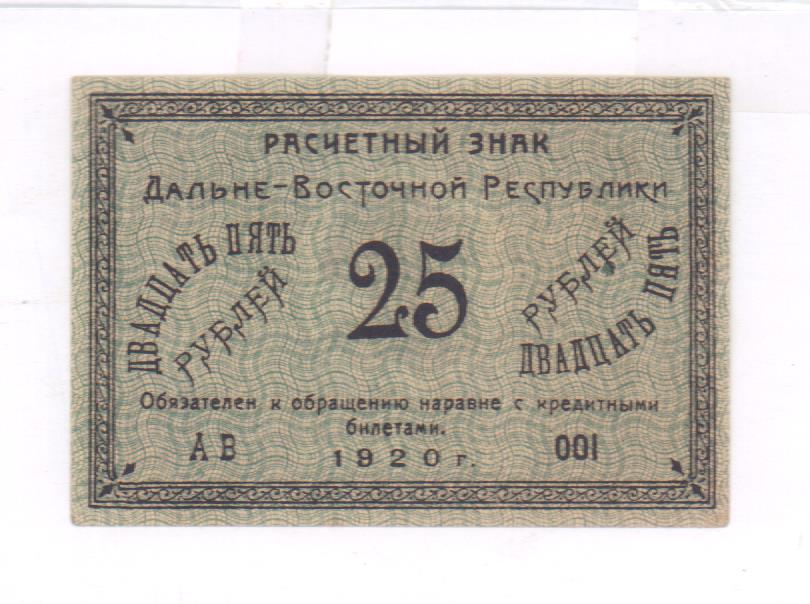 РАСЧЕТНЫЙ ЗНАК
ДАЛЬНЕ-ВОСТОЧНОЙ РЕСПУБЛИКИ
ДВАДЦАТЬ ПЯТЬ
РУБЛЕЙ
25
РУБЛЕЙ
ДВАДЦАТЬ ПЯТЬ
Обязателен к обращению наравне с кредитными
билетами.
АВ
1920 г.
001